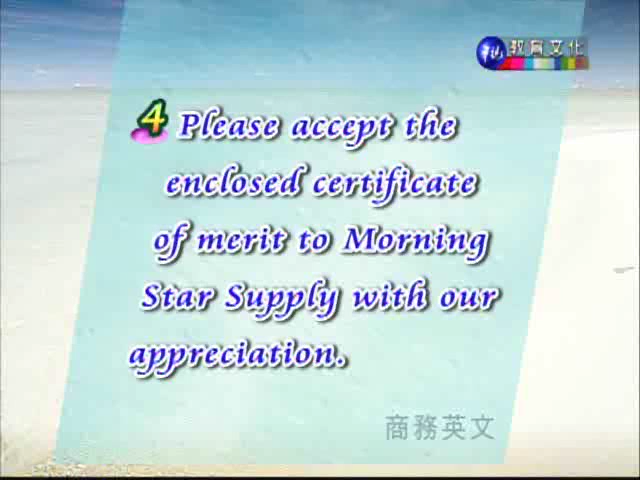 教育文化
4 Please accept the
enclosed certificate
of merit to Morning
Star Supply with our
appreciation.
商務英文